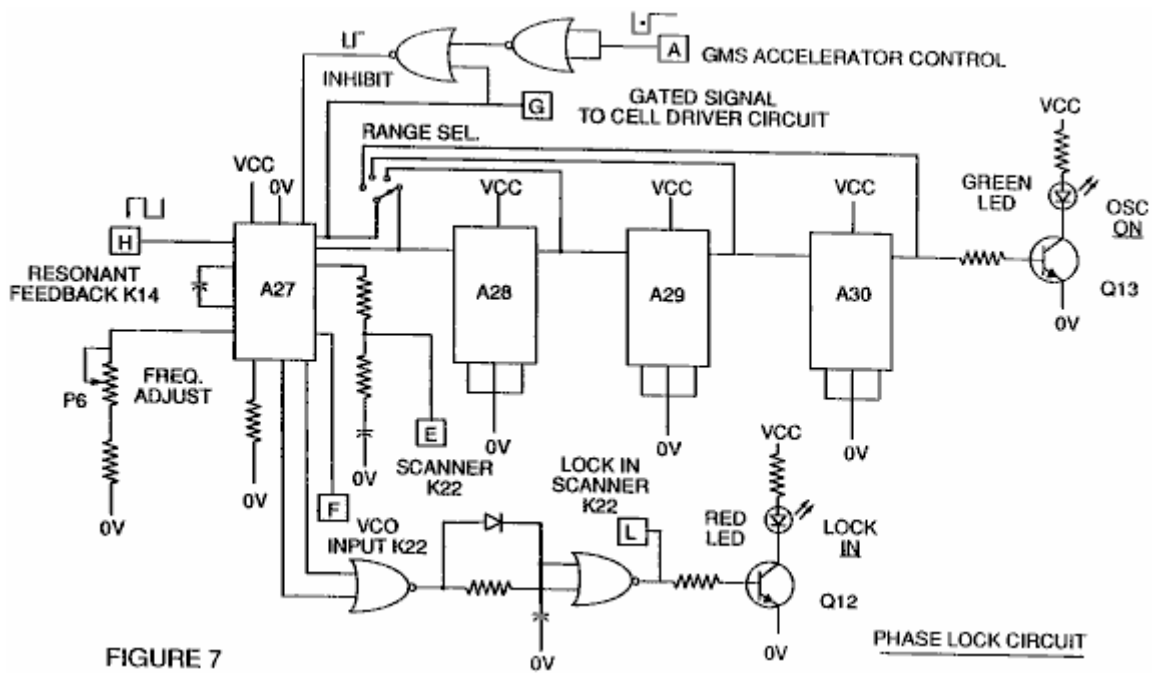 A
GMS ACCELERATOR CONTROL
INHIBIT
G
GATED SIGNAL
TO CELL DRIVER CIRCUIT
VCC
RANGE SEL.
VCC
0V
VCC
VCC
VCC
GREEN
LED
OSC
ON
H
RESONANT
FEEDBACK K14
A27
A28
A29
A30
Q13
0V
P6
FREQ.
ADJUST
E
0V
0V
0V
0V
0V
0V
SCANNER
K22
LOCK IN
SCANNER
K22
VCC
F
VCO
INPUT K22
L
RED
LED
LOCK
IN
Q12
0V
0V
FIGURE 7
PHASE LOCK CIRCUIT